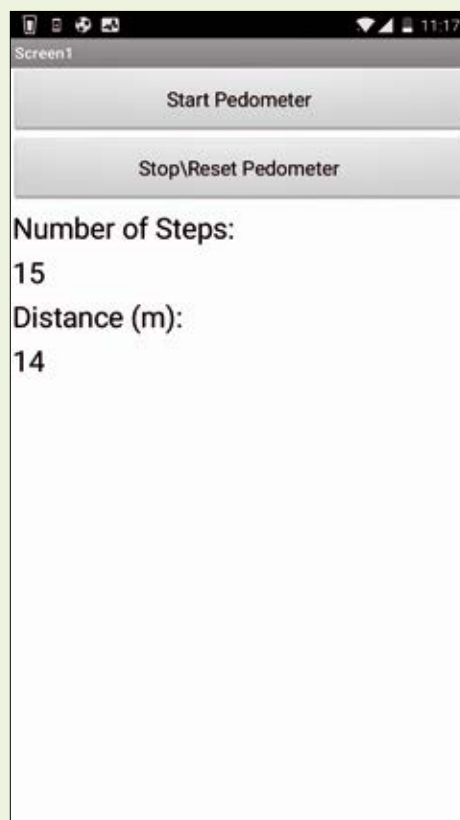 11:17
Screen1
Start Pedometer
Stop\Reset Pedometer
Number of Steps:
15
Distance (m):
14